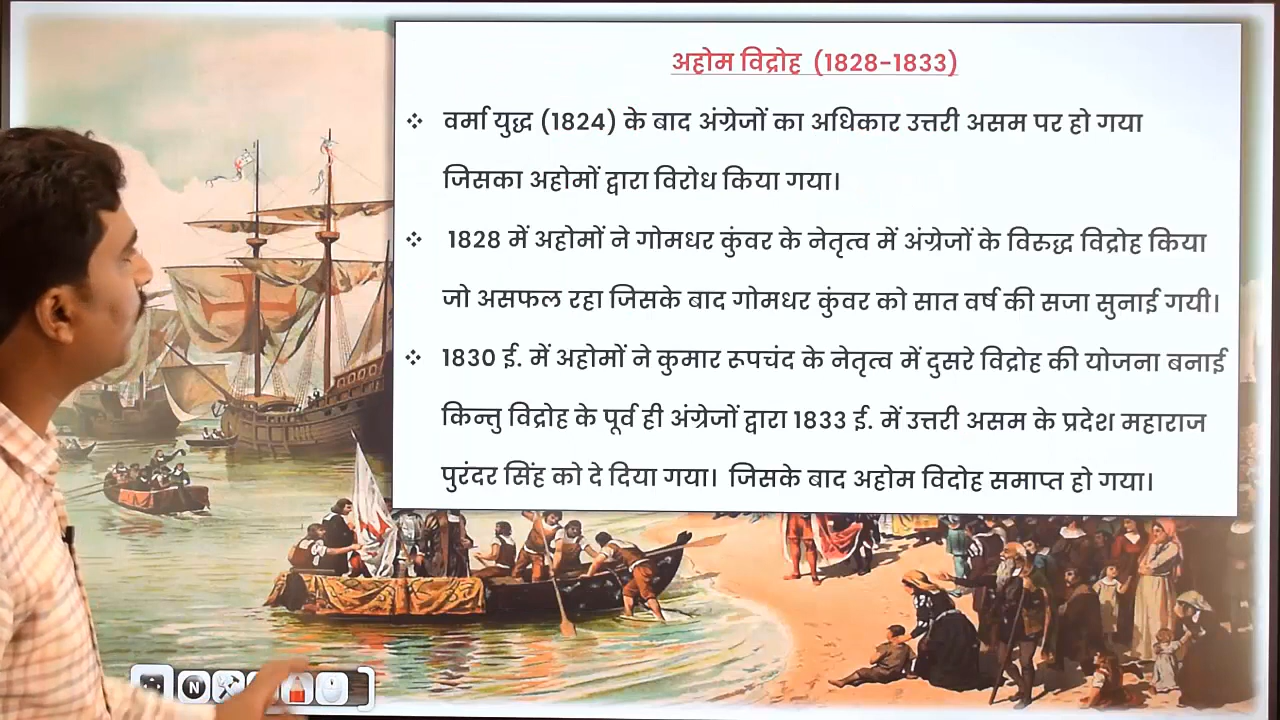 अहोम विद्रोह (1828-1833)
❖ वर्मा युद्ध (1824) के बाद अंग्रेजों का अधिकार उत्तरी असम पर हो गया
जिसका अहोमों द्वारा विरोध किया गया।
❖ 1828 में अहोमों ने गोमधर कुंवर के नेतृत्व में अंग्रेजों के विरुद्ध विद्रोह किया
जो असफल रहा जिसके बाद गोमधर कुंवर को सात वर्ष की सजा सुनाई गयी।
❖ 1830 ई. में अहोमों ने कुमार रूपचंद के नेतृत्व में दुसरे विद्रोह की योजना बनाई
किन्तु विद्रोह के पूर्व ही अंग्रेजों द्वारा 1833 ई. में उत्तरी असम के प्रदेश महाराज
पुरंदर सिंह को दे दिया गया। जिसके बाद अहोम विदोह समाप्त हो गया।
N